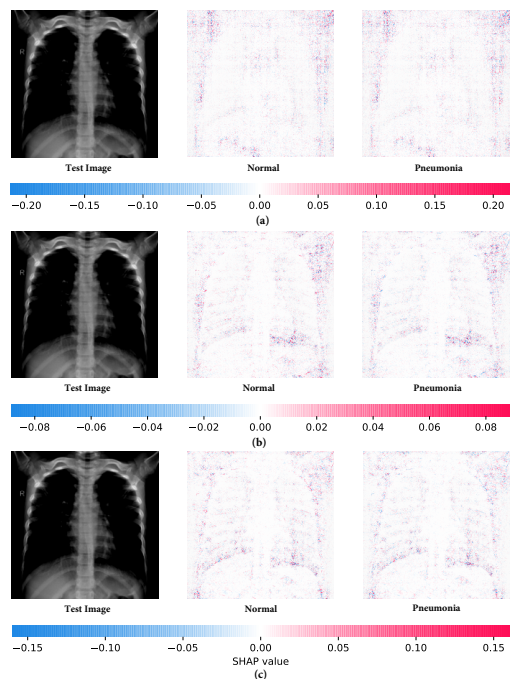 R
Test Image Normal Pneumonia
−0.20 −0.15 −0.10 −0.05 0.00 0.05 0.10 0.15 0.20
(a)
R
Test Image Normal Pneumonia
−0.08 −0.06 −0.04 −0.02 0.00 0.02 0.04 0.06 0.08
(b)
R
Test Image Normal Pneumonia
−0.15 −0.10 −0.05 0.00 0.05 0.10 0.15
SHAP value
(c)